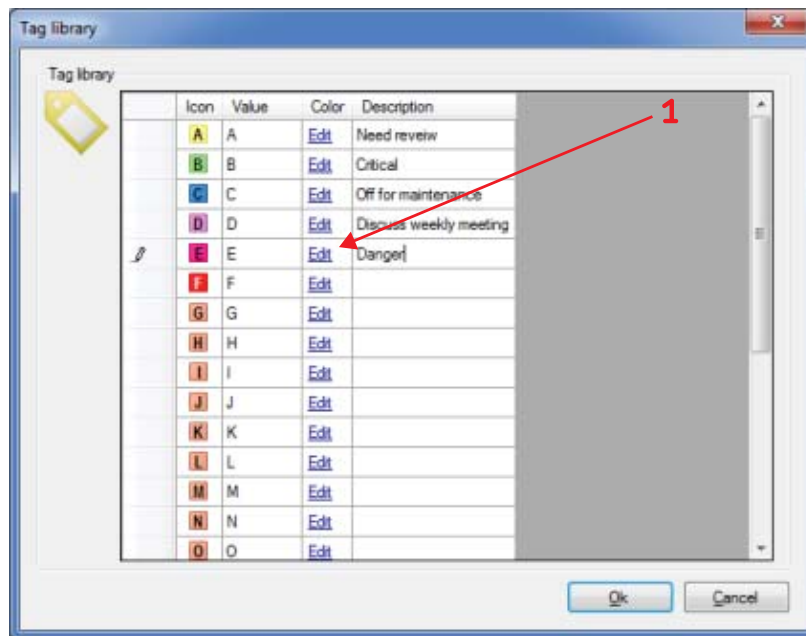 Tag library
Tag library
Icon Value Color Description
1
A A Edit Need reveiw
B B Edit Critical
C C Edit Off for maintenance
D D Edit Discuss weekly meeting
E E Edit Danger
F F Edit
G G Edit
H H Edit
I I Edit
J J Edit
K K Edit
L L Edit
M M Edit
N N Edit
O O Edit
Ok Cancel